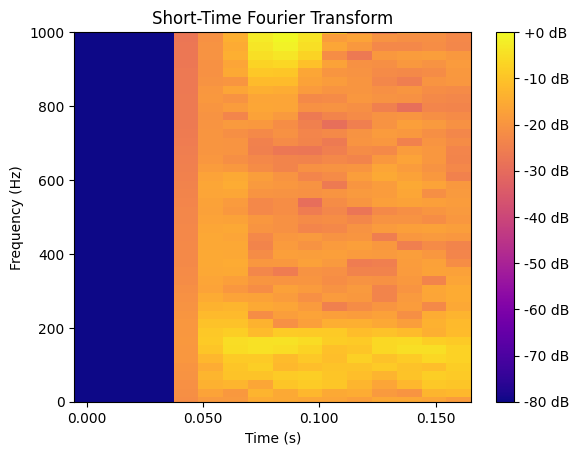 Short-Time Fourier Transform
1000
800
600
400
200
0
Frequency (Hz)
0.000
0.050
0.100
0.150
Time (s)
+0 dB
-10 dB
-20 dB
-30 dB
-40 dB
-50 dB
-60 dB
-70 dB
-80 dB